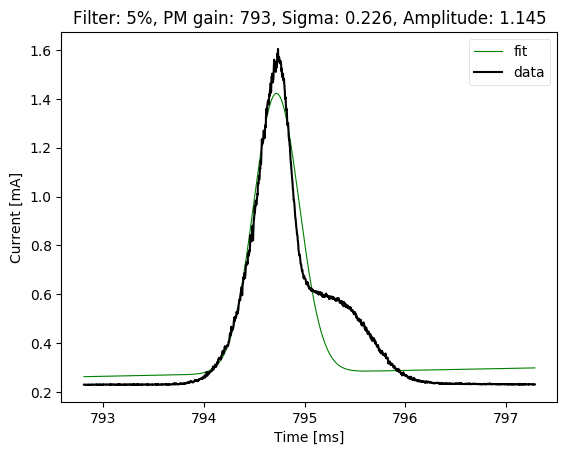 Filter: 5%, PM gain: 793, Sigma: 0.226, Amplitude: 1.145
fit
data
1.6
1.4
1.2
1.0
0.8
0.6
0.4
0.2
Current [mA]
793
794
795
796
797
Time [ms]